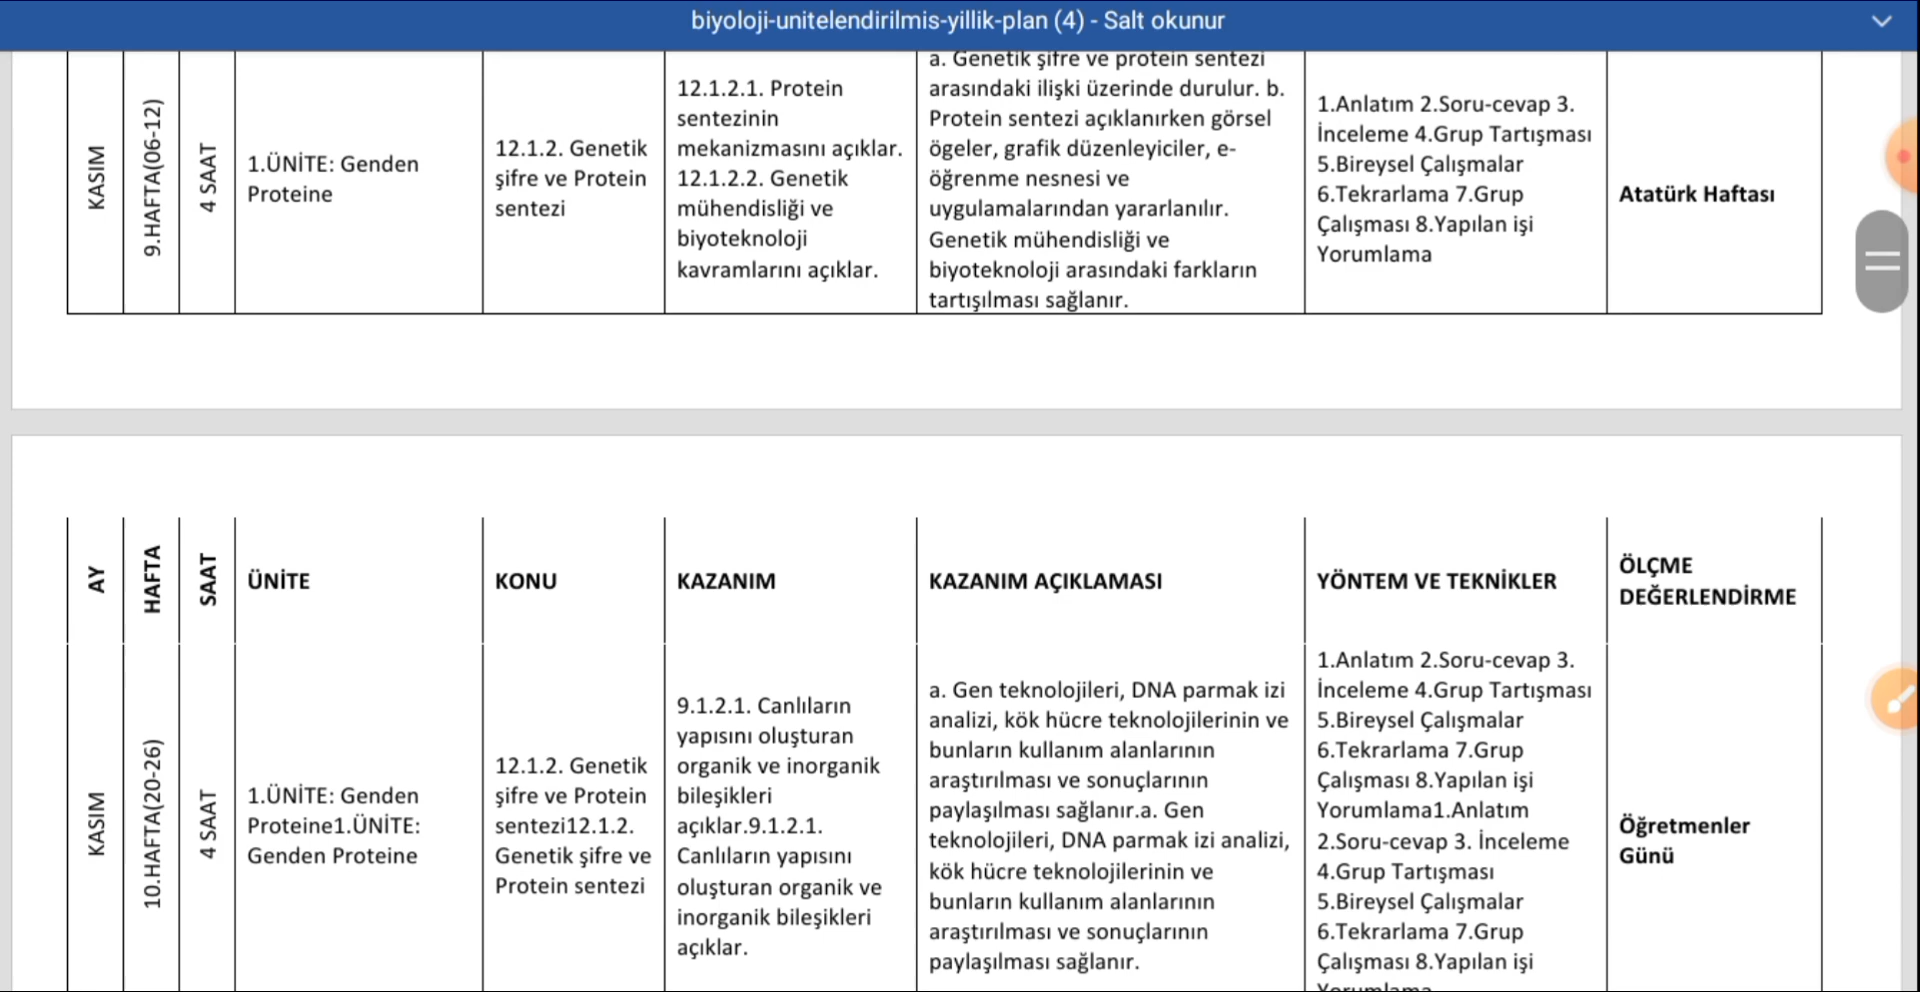 biyoloji-unitelendirilmis-yillik-plan (4) - Salt okunur
KASIM
9.HAFTA(06-12)
4 SAAT
1.ÜNİTE: Genden
Proteine
12.1.2. Genetik
şifre ve Protein
sentezi
12.1.2.1. Protein
sentezinin
mekanizmasını açıklar.
12.1.2.2. Genetik
mühendisliği ve
biyoteknoloji
kavramlarını açıklar.
a. Genetik şifre ve protein sentezi
arasındaki ilişki üzerinde durulur. b.
Protein sentezi açıklanırken görsel
ögeler, grafik düzenleyiciler, e-
öğrenme nesnesi ve
uygulamalarından yararlanılır.
Genetik mühendisliği ve
biyoteknoloji arasındaki farkların
tartışılması sağlanır.
1.Anlatım 2.Soru-cevap 3.
İnceleme 4.Grup Tartışması
5.Bireysel Çalışmalar
6.Tekrarlama 7.Grup
Çalışması 8.Yapılan işi
Yorumlama
Atatürk Haftası
AY
HAFTA
SAAT
ÜNİTE
KONU
KAZANIM
KAZANIM AÇIKLAMASI
YÖNTEM VE TEKNİKLER
ÖLÇME
DEĞERLENDİRME
KASIM
10.HAFTA(20-26)
4 SAAT
1.ÜNİTE: Genden
Proteine1.ÜNİTE:
Genden Proteine
12.1.2. Genetik
şifre ve Protein
sentezi12.1.2.
Genetik şifre ve
Protein sentezi
9.1.2.1. Canlıların
yapısını oluşturan
organik ve inorganik
bileşikleri
açıklar.9.1.2.1.
Canlıların yapısını
oluşturan organik ve
inorganik bileşikleri
açıklar.
a. Gen teknolojileri, DNA parmak izi
analizi, kök hücre teknolojilerinin ve
bunların kullanım alanlarının
araştırılması ve sonuçlarının
paylaşılması sağlanır.a. Gen
teknolojileri, DNA parmak izi analizi,
kök hücre teknolojilerinin ve
bunların kullanım alanlarının
araştırılması ve sonuçlarının
paylaşılması sağlanır.
1.Anlatım 2.Soru-cevap 3.
İnceleme 4.Grup Tartışması
5.Bireysel Çalışmalar
6.Tekrarlama 7.Grup
Çalışması 8.Yapılan işi
Yorumlama1.Anlatım
2.Soru-cevap 3. İnceleme
4.Grup Tartışması
5.Bireysel Çalışmalar
6.Tekrarlama 7.Grup
Çalışması 8.Yapılan işi
Yorumlama
Öğretmenler
Günü